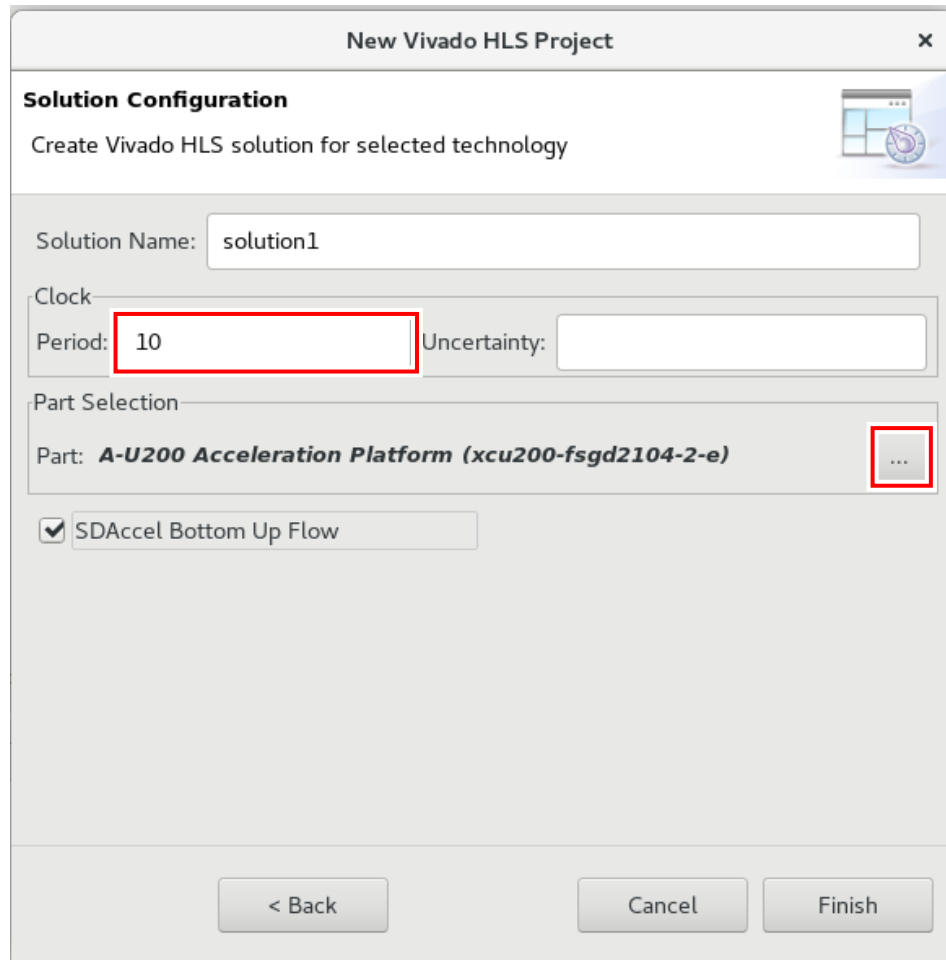 New Vivado HLS Project ×
Solution Configuration
Create Vivado HLS solution for selected technology
Solution Name: solution1
Clock
Period: 10 Uncertainty:
Part Selection
Part: A-U200 Acceleration Platform (xcu200-fsgd2104-2-e) ...
SDAccel Bottom Up Flow
< Back Cancel Finish